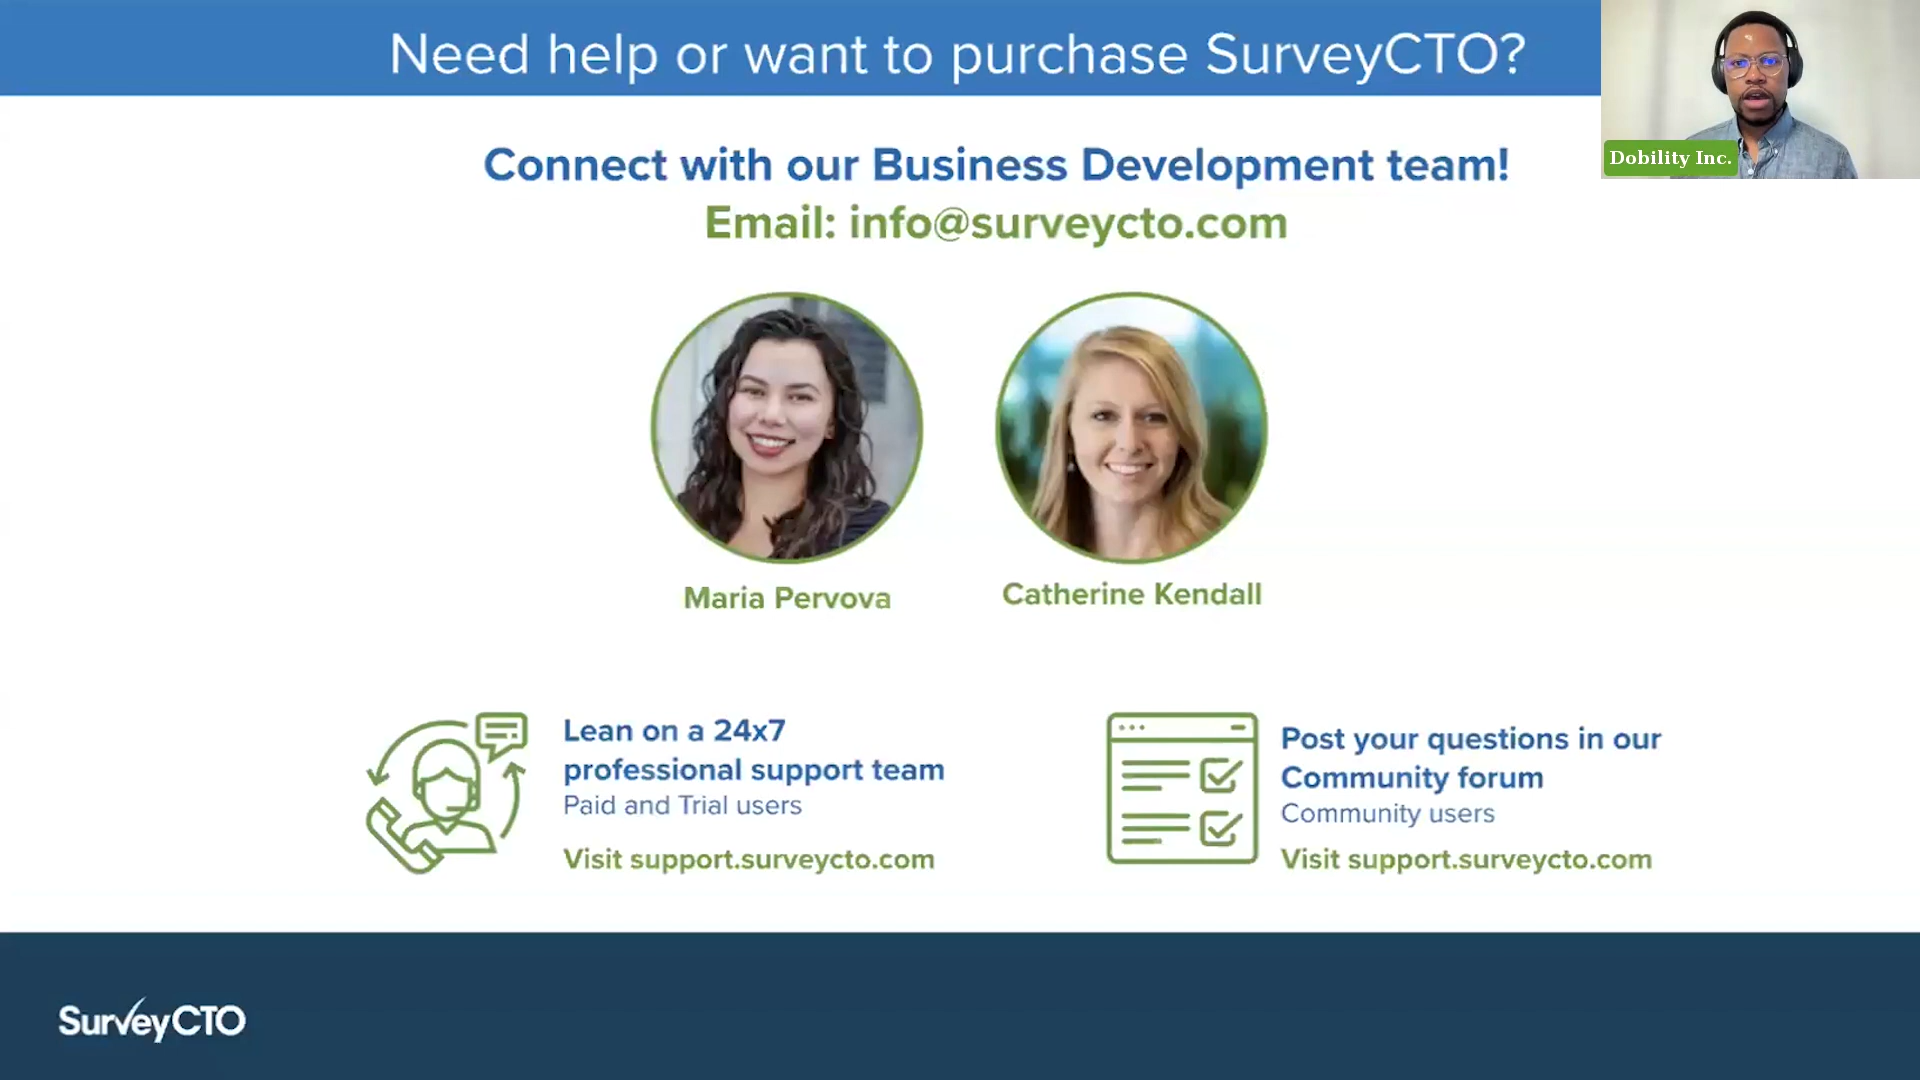 Need help or want to purchase SurveyCTO?
Dobility Inc.
Connect with our Business Development team!
Email: info@surveycto.com
Maria Pervova
Catherine Kendall
Lean on a 24x7
professional support team
Paid and Trial users
Visit support.surveycto.com
Post your questions in our
Community forum
Community users
Visit support.surveycto.com
SurveyCTO